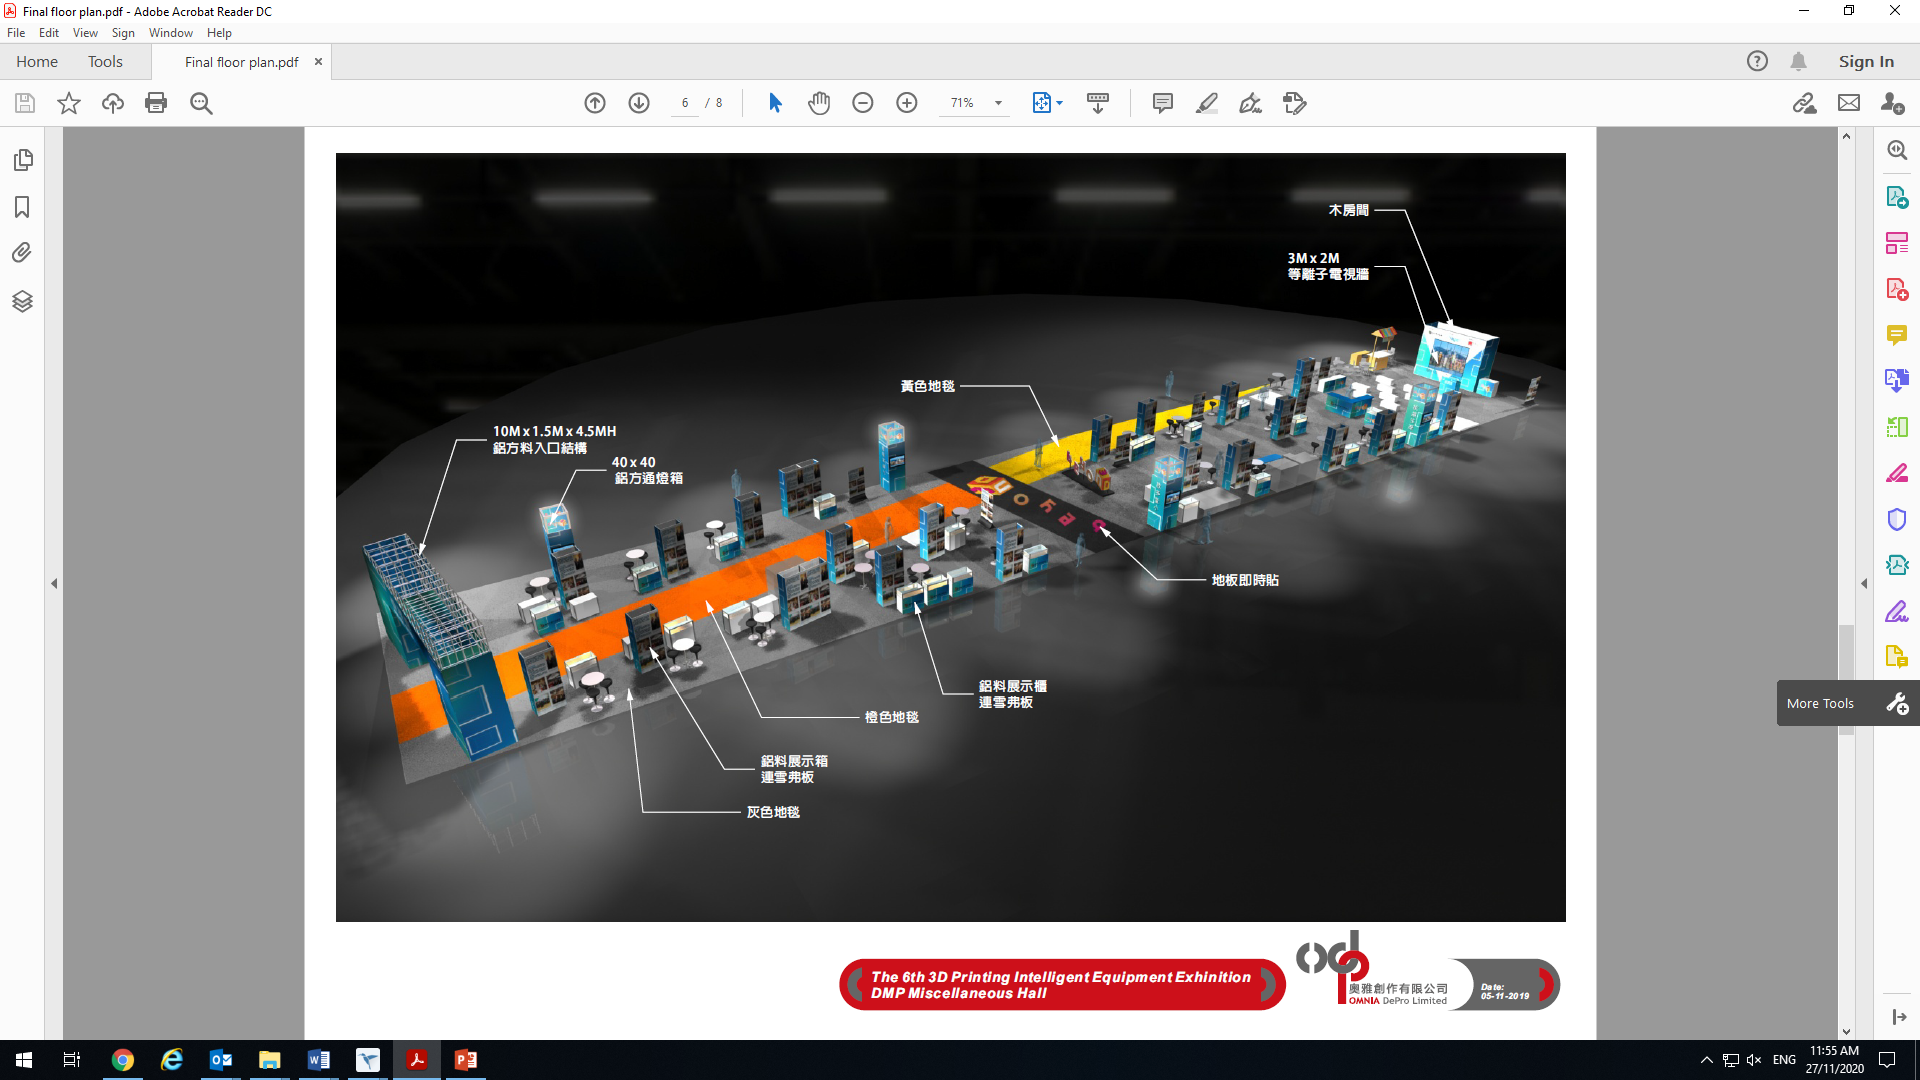 Final floor plan.pdf - Adobe Acrobat Reader DC
File Edit View Sign Window Help
Home Tools Final floor plan.pdf
Sign In
6 / 8
71%
木房間
3M x 2M
等離子電視牆
黃色地毯
10M x 1.5M x 4.5MH
鋁方料入口結構
40 x 40
鋁方通燈箱
地板即時貼
鋁料展示櫃
連雪弗板
橙色地毯
鋁料展示箱
連雪弗板
灰色地毯
More Tools
The 6th 3D Printing Intelligent Equipment Exhinition
DMP Miscellaneous Hall
奧雅創作有限公司
OMNIA DePro Limited
Date:
05-11-2019
ENG
11:55 AM
27/11/2020